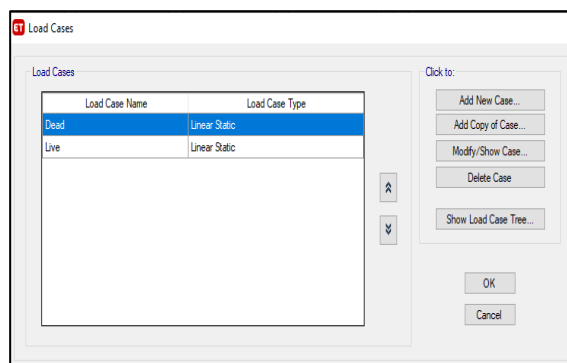 ET Load Cases
Load Cases
Load Case Name Load Case Type
Dead Linear Static
Live Linear Static
Click to:
Add New Case...
Add Copy of Case...
Modify/Show Case...
Delete Case
Show Load Case Tree...
OK
Cancel